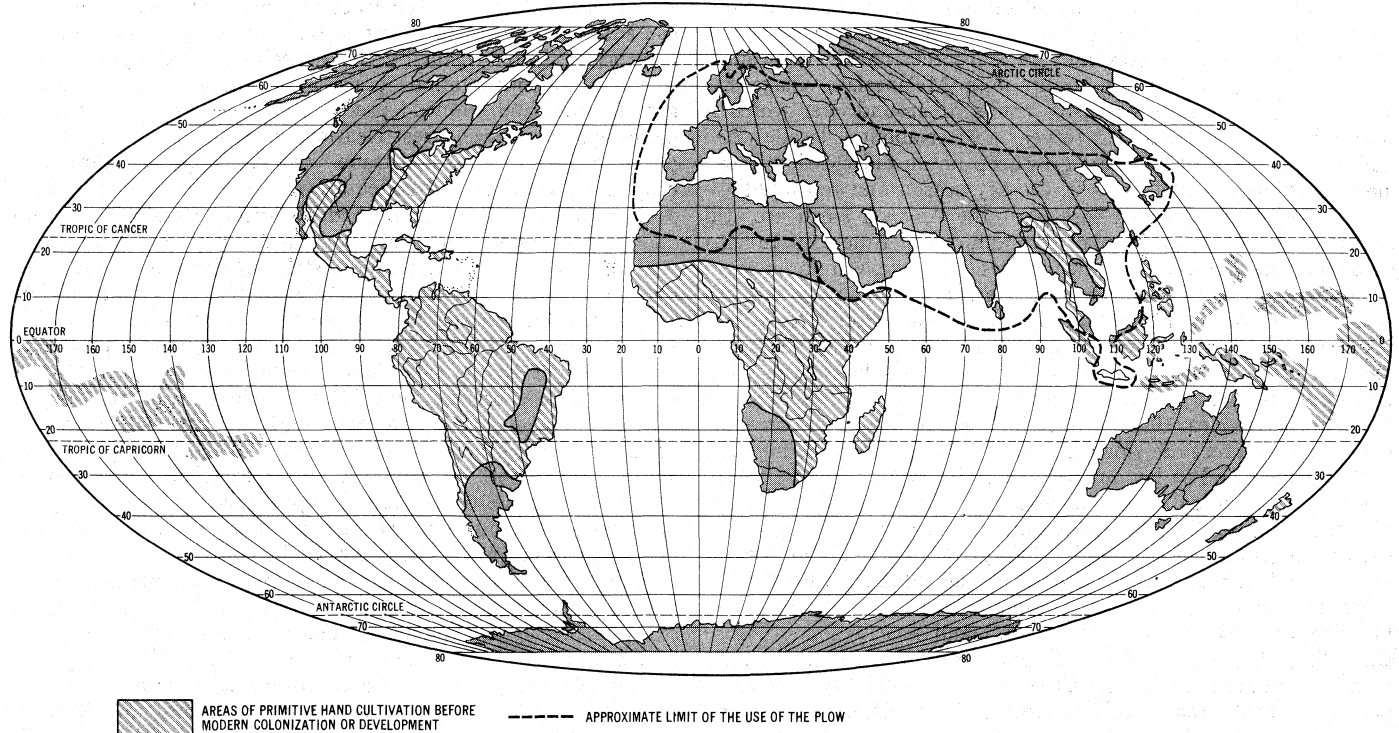 80 80
70 70
ARCTIC CIRCLE
60 60
50 50
40 40
30 30
TROPIC OF CANCER
20 20
10 10
EQUATOR
0 170 160 150 140 130 120 110 100 90 80 70 60 50 40 30 20 10 0 10 20 30 40 50 60 70 80 90 100 110 120 130 140 150 160 170 0
10 10
20 20
TROPIC OF CAPRICORN
30 30
40 40
50 50
60 60
ANTARCTIC CIRCLE
70 70
80 80
AREAS OF PRIMITIVE HAND CULTIVATION BEFORE
MODERN COLONIZATION OR DEVELOPMENT
APPROXIMATE LIMIT OF THE USE OF THE PLOW